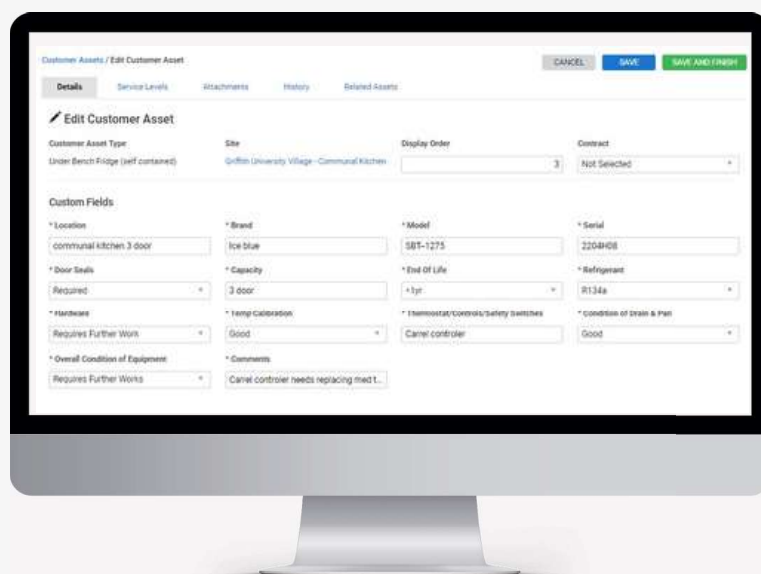 Customer Assets / Edit Customer Asset
CANCEL SAVE SAVE AND FINISH
Details Service Levels Attachments History Related Assets
Edit Customer Asset
Customer Asset Type Site Display Order Contract
Under Bench Fridge (self contained) Griffith University Village - Communal Kitchen 3 Not Selected
Custom Fields
* Location * Brand * Model * Serial
communal kitchen 3 door Ice blue SBT-1275 2204H08
* Door Seals * Capacity * End Of Life * Refrigerant
Required 3 door <1yr R134a
* Hardware * Temp Calibration * Thermostat/Controls/Safety Switches * Condition of Drain & Pan
Requires Further Work Good Carrel controler Good
* Overall Condition of Equipment * Comments
Requires Further Works Carrel controler needs replacing med t...